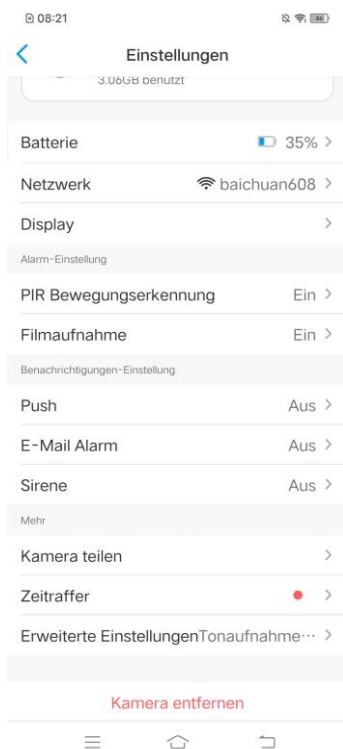 08:21
Einstellungen
3.06GB benutzt
Batterie 35%
Netzwerk baichuan608
Display
Alarm-Einstellung
PIR Bewegungserkennung Ein
Filmaufnahme Ein
Benachrichtigungen-Einstellung
Push Aus
E-Mail Alarm Aus
Sirene Aus
Mehr
Kamera teilen
Zeitraffer
Erweiterte EinstellungenTonaufnahme···
Kamera entfernen